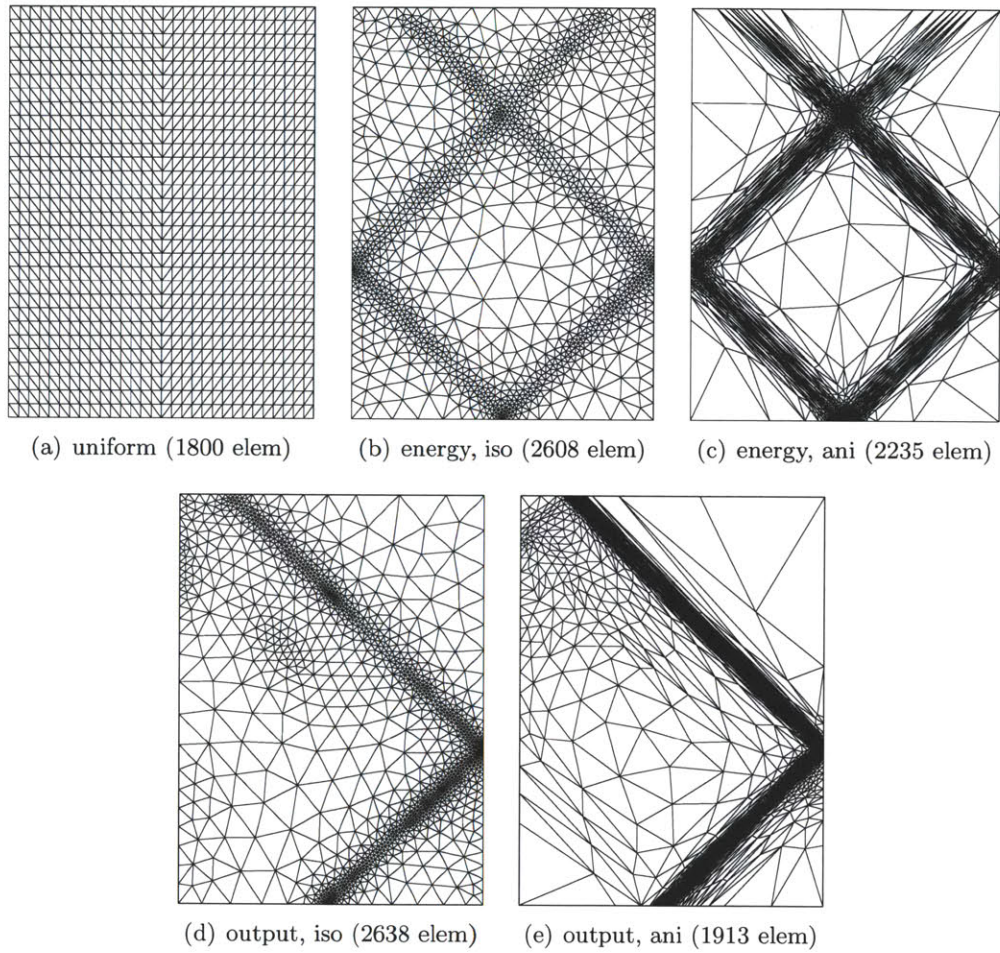 (a) uniform (1800 elem)
(b) energy, iso (2608 elem)
(c) energy, ani (2235 elem)
(d) output, iso (2638 elem)
(e) output, ani (1913 elem)